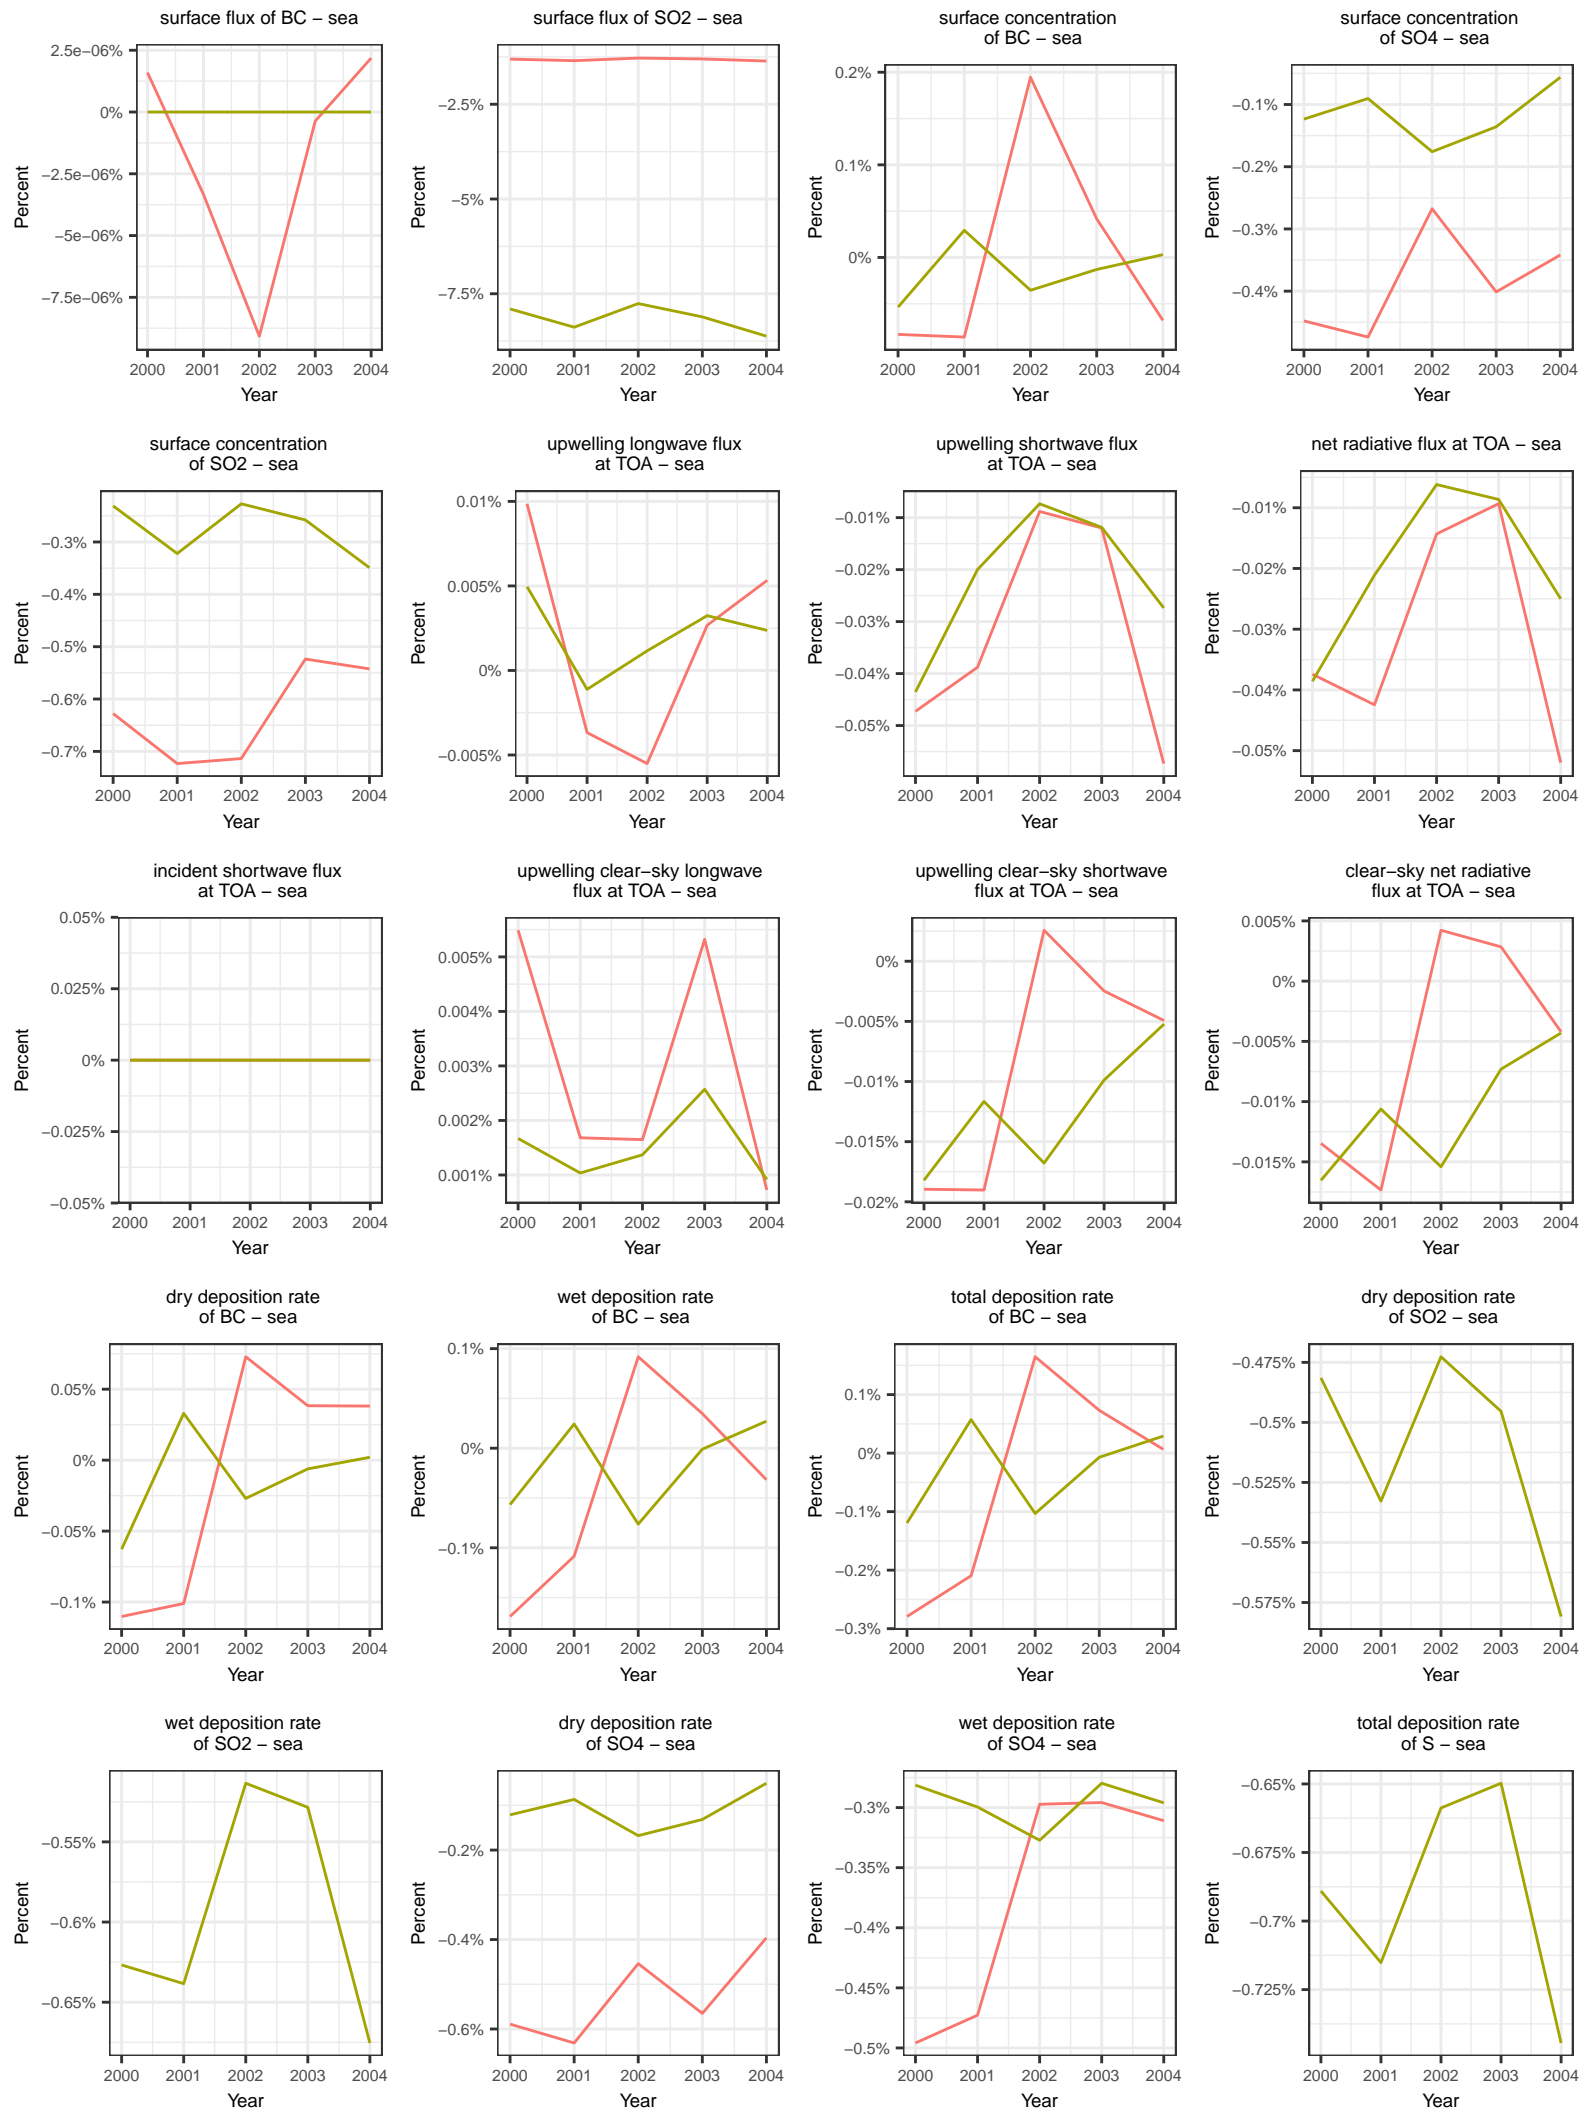 surface flux of BC − sea
2.5e−06%
0%
−2.5e−06%
−5e−06%
−7.5e−06%
Percent
2000 2001 2002 2003 2004
Year
surface flux of SO2 − sea
−2.5%
−5%
−7.5%
Percent
2000 2001 2002 2003 2004
Year
surface concentration
of BC − sea
0.2%
0.1%
0%
Percent
2000 2001 2002 2003 2004
Year
surface concentration
of SO4 − sea
−0.1%
−0.2%
−0.3%
−0.4%
Percent
2000 2001 2002 2003 2004
Year
surface concentration
of SO2 − sea
−0.3%
−0.4%
−0.5%
−0.6%
−0.7%
Percent
2000 2001 2002 2003 2004
Year
upwelling longwave flux
at TOA − sea
0.01%
0.005%
0%
−0.005%
Percent
2000 2001 2002 2003 2004
Year
upwelling shortwave flux
at TOA − sea
−0.01%
−0.02%
−0.03%
−0.04%
−0.05%
Percent
2000 2001 2002 2003 2004
Year
net radiative flux at TOA − sea
−0.01%
−0.02%
−0.03%
−0.04%
−0.05%
Percent
2000 2001 2002 2003 2004
Year
incident shortwave flux
at TOA − sea
0.05%
0.025%
0%
−0.025%
−0.05%
Percent
2000 2001 2002 2003 2004
Year
upwelling clear−sky longwave
flux at TOA − sea
0.005%
0.004%
0.003%
0.002%
0.001%
Percent
2000 2001 2002 2003 2004
Year
upwelling clear−sky shortwave
flux at TOA − sea
0%
−0.005%
−0.01%
−0.015%
−0.02%
Percent
2000 2001 2002 2003 2004
Year
clear−sky net radiative
flux at TOA − sea
0.005%
0%
−0.005%
−0.01%
−0.015%
Percent
2000 2001 2002 2003 2004
Year
dry deposition rate
of BC − sea
0.05%
0%
−0.05%
−0.1%
Percent
2000 2001 2002 2003 2004
Year
wet deposition rate
of BC − sea
0.1%
0%
−0.1%
Percent
2000 2001 2002 2003 2004
Year
total deposition rate
of BC − sea
0.1%
0%
−0.1%
−0.2%
−0.3%
Percent
2000 2001 2002 2003 2004
Year
dry deposition rate
of SO2 − sea
−0.475%
−0.5%
−0.525%
−0.55%
−0.575%
Percent
2000 2001 2002 2003 2004
Year
wet deposition rate
of SO2 − sea
−0.55%
−0.6%
−0.65%
Percent
2000 2001 2002 2003 2004
Year
dry deposition rate
of SO4 − sea
−0.2%
−0.4%
−0.6%
Percent
2000 2001 2002 2003 2004
Year
wet deposition rate
of SO4 − sea
−0.3%
−0.35%
−0.4%
−0.45%
−0.5%
Percent
2000 2001 2002 2003 2004
Year
total deposition rate
of S − sea
−0.65%
−0.675%
−0.7%
−0.725%
Percent
2000 2001 2002 2003 2004
Year